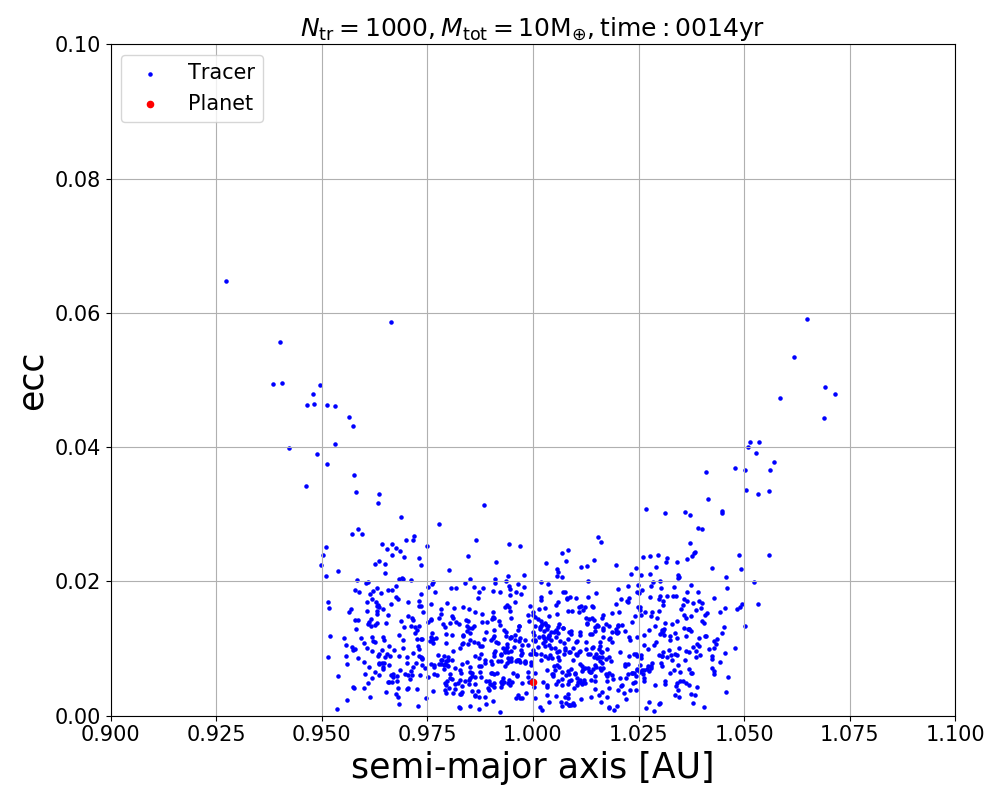 N_tr = 1000, M_tot = 10M_⊕, time : 0014yr
Tracer
Planet
ecc
0.10
0.08
0.06
0.04
0.02
0.00
0.900 0.925 0.950 0.975 1.000 1.025 1.050 1.075 1.100
semi-major axis [AU]